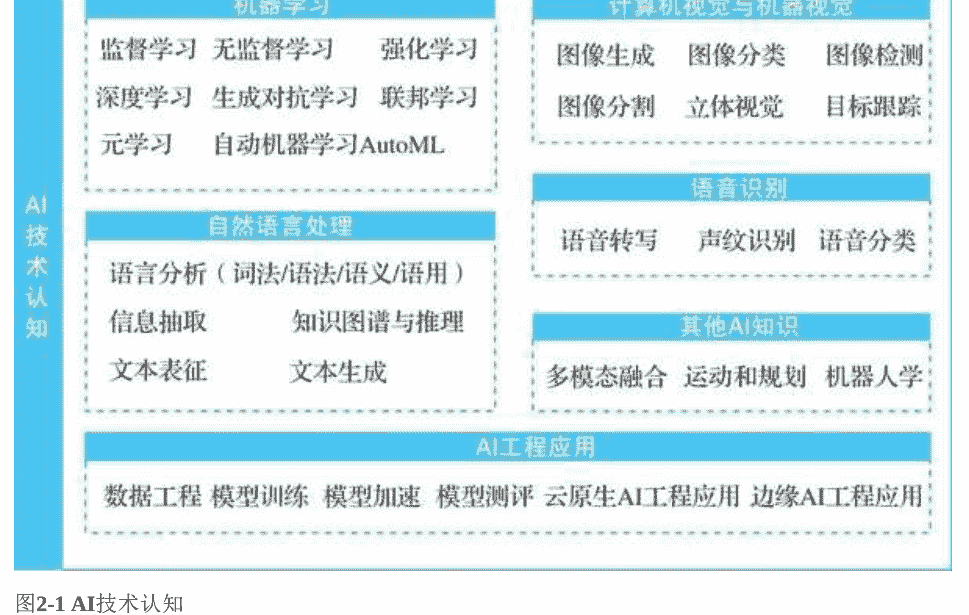 AI技术认知
机器学习
监督学习 无监督学习 强化学习
深度学习 生成对抗学习 联邦学习
元学习 自动机器学习AutoML
计算机视觉与机器视觉
图像生成 图像分类 图像检测
图像分割 立体视觉 目标跟踪
自然语言处理
语言分析（词法/语法/语义/语用）
信息抽取 知识图谱与推理
文本表征 文本生成
语音识别
语音转写 声纹识别 语音分类
其他AI知识
多模态融合 运动和规划 机器人学
AI工程应用
数据工程 模型训练 模型加速 模型测评 云原生AI工程应用 边缘AI工程应用
图2-1 AI技术认知